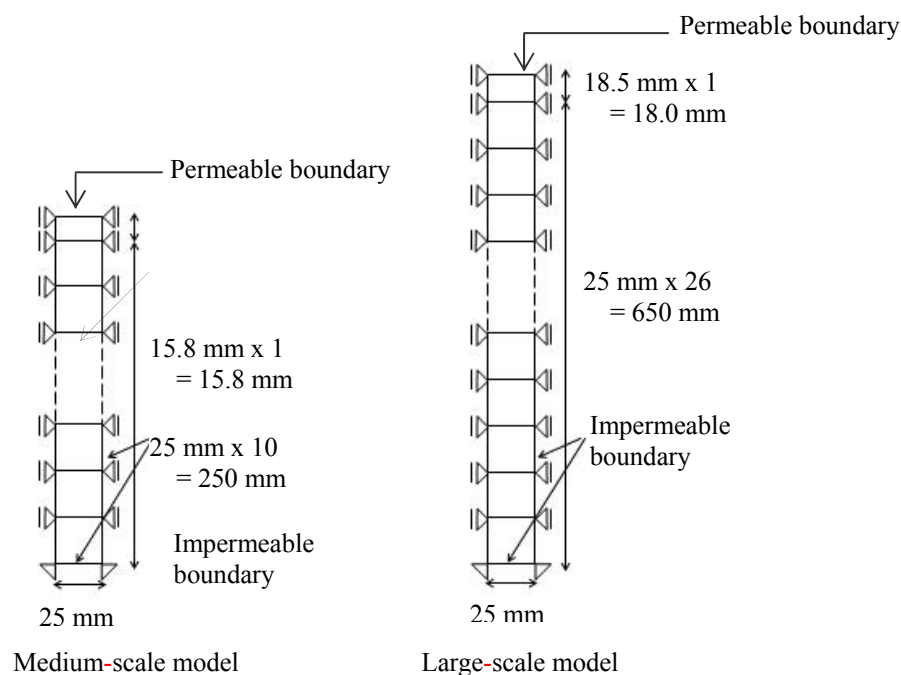 Permeable boundary
15.8 mm x 1
= 15.8 mm
25 mm x 10
= 250 mm
Impermeable
boundary
25 mm
Medium-scale model
Permeable boundary
18.5 mm x 1
= 18.0 mm
25 mm x 26
= 650 mm
Impermeable
boundary
25 mm
Large-scale model